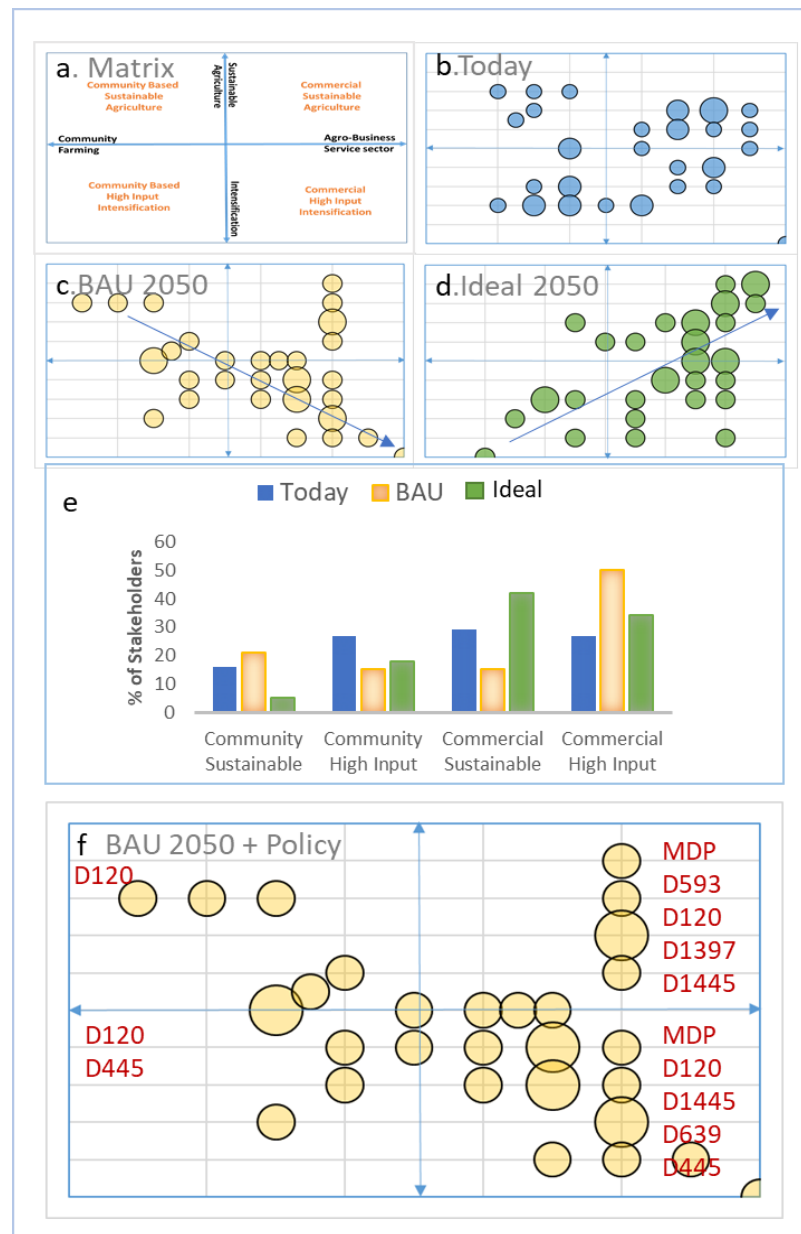 a. Matrix
Community Based
Sustainable
Agriculture
Sustainable
Agriculture
Commercial
Sustainable
Agriculture
Community
Farming
Agro-Business
Service sector
Community Based
High Input
Intensification
Intensification
Commercial
High Input
Intensification
b.Today
c.BAU 2050
d.Ideal 2050
e
Today BAU Ideal
% of Stakeholders
60
50
40
30
20
10
0
Community
Sustainable
Community
High Input
Commercial
Sustainable
Commercial
High Input
f BAU 2050 + Policy
D120
MDP
D593
D120
D1397
D1445
D120
D445
MDP
D120
D1445
D639
D445